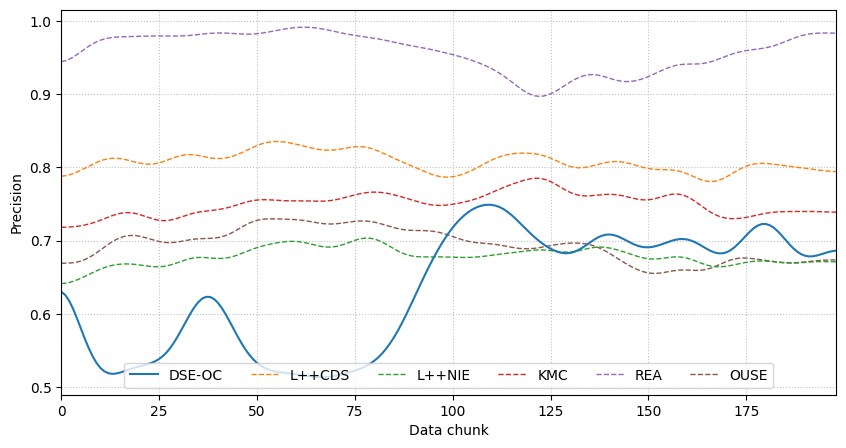 1.0
0.9
0.8
0.7
0.6
0.5
Precision
0 25 50 75 100 125 150 175
Data chunk
DSE-OC L++CDS L++NIE KMC REA OUSE